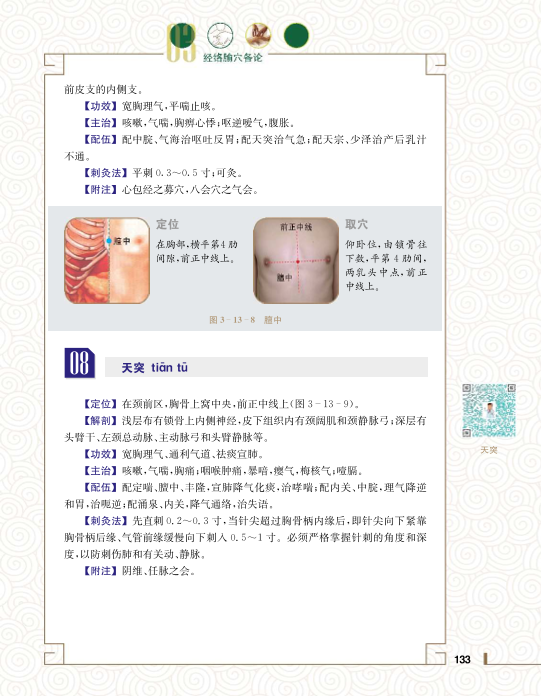 03
经络腧穴各论
前皮支的内侧支。
【功效】宽胸理气，平喘止咳。
【主治】咳嗽，气喘，胸痹心悸；呕逆嗳气，腹胀。
【配伍】配中脘、气海治呕吐反胃；配天突治气急；配天宗、少泽治产后乳汁
不通。
【刺灸法】平刺0.3～0.5寸；可灸。
【附注】心包经之募穴，八会穴之气会。
膻中
定位
在胸部，横平第4肋
间隙，前正中线上。
前正中线
膻中
取穴
仰卧位，由锁骨往
下数，平第4肋间，
两乳头中点，前正
中线上。
图3-13-8 膻中
08
天突 tiān tū
【定位】在颈前区，胸骨上窝中央，前正中线上（图3-13-9）。
【解剖】浅层布有锁骨上内侧神经，皮下组织内有颈阔肌和颈静脉弓；深层有
头臂干、左颈总动脉、主动脉弓和头臂静脉等。
【功效】宽胸理气、通利气道、祛痰宣肺。
【主治】咳嗽，气喘，胸痛；咽喉肿痛，暴喑，瘿气，梅核气；噎膈。
【配伍】配定喘、膻中、丰隆，宣肺降气化痰，治哮喘；配内关、中脘，理气降逆
和胃，治呃逆；配涌泉、内关，降气通络，治失语。
【刺灸法】先直刺0.2～0.3寸，当针尖超过胸骨柄内缘后，即针尖向下紧靠
胸骨柄后缘、气管前缘缓慢向下刺入0.5～1寸。必须严格掌握针刺的角度和深
度，以防刺伤肺和有关动、静脉。
【附注】阴维、任脉之会。
天突
133